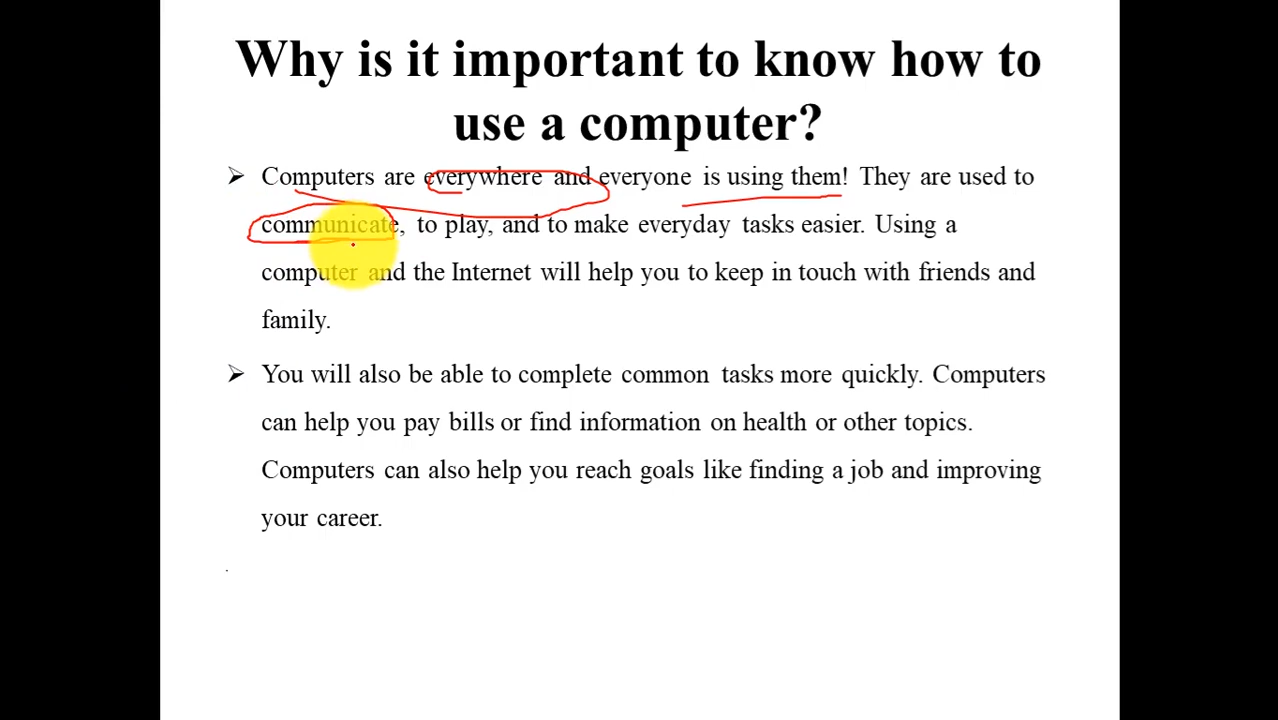 Why is it important to know how to
use a computer?
➢ Computers are everywhere and everyone is using them! They are used to
communicate, to play, and to make everyday tasks easier. Using a
computer and the Internet will help you to keep in touch with friends and
family.
➢ You will also be able to complete common tasks more quickly. Computers
can help you pay bills or find information on health or other topics.
Computers can also help you reach goals like finding a job and improving
your career.
.